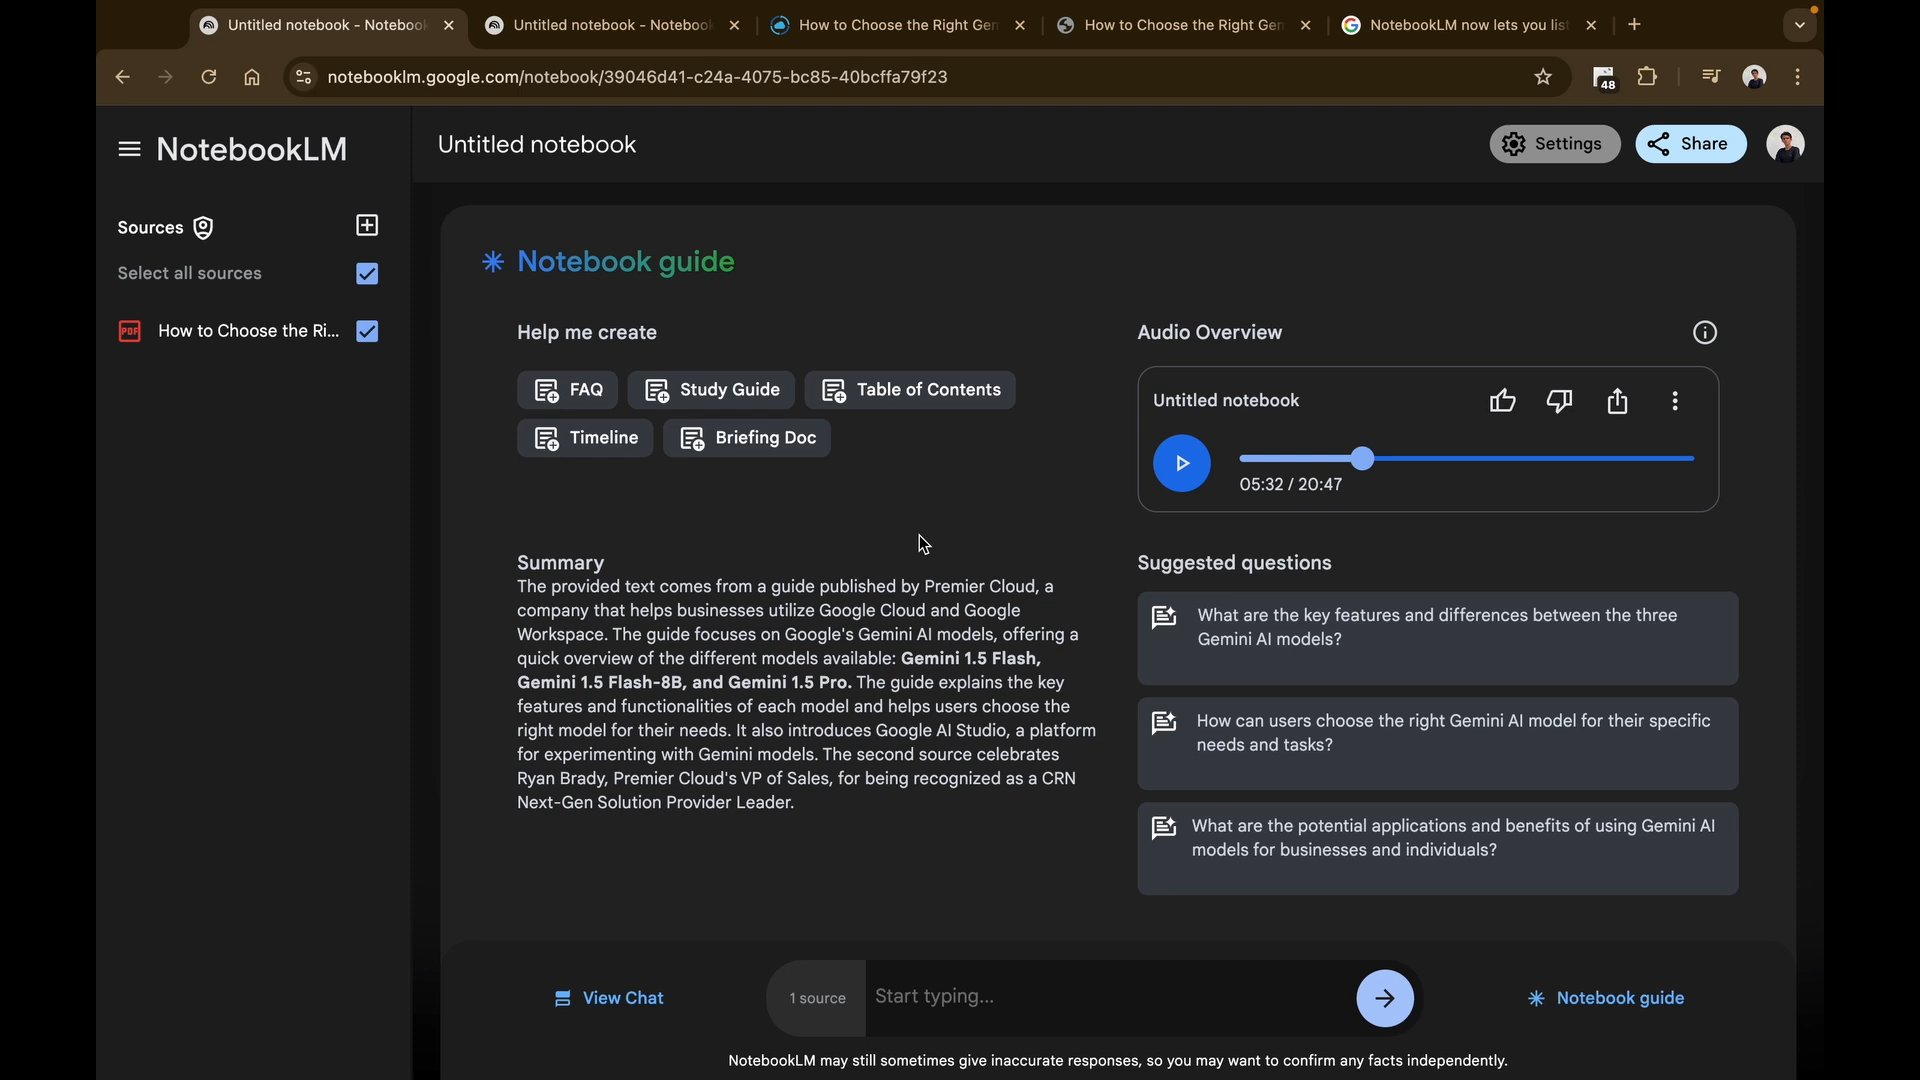 Untitled notebook - Notebook
Untitled notebook - Notebook
How to Choose the Right Gen
How to Choose the Right Gen
NotebookLM now lets you lis
notebooklm.google.com/notebook/39046d41-c24a-4075-bc85-40bcffa79f23
48
NotebookLM
Untitled notebook
Settings
Share
Sources
Select all sources
PDF
How to Choose the Ri...
Notebook guide
Help me create
FAQ
Study Guide
Table of Contents
Timeline
Briefing Doc
Audio Overview
Untitled notebook
05:32 / 20:47
Summary
The provided text comes from a guide published by Premier Cloud, a
company that helps businesses utilize Google Cloud and Google
Workspace. The guide focuses on Google's Gemini AI models, offering a
quick overview of the different models available: Gemini 1.5 Flash,
Gemini 1.5 Flash-8B, and Gemini 1.5 Pro. The guide explains the key
features and functionalities of each model and helps users choose the
right model for their needs. It also introduces Google AI Studio, a platform
for experimenting with Gemini models. The second source celebrates
Ryan Brady, Premier Cloud's VP of Sales, for being recognized as a CRN
Next-Gen Solution Provider Leader.
Suggested questions
What are the key features and differences between the three
Gemini AI models?
How can users choose the right Gemini AI model for their specific
needs and tasks?
What are the potential applications and benefits of using Gemini AI
models for businesses and individuals?
View Chat
1 source
Start typing...
Notebook guide
NotebookLM may still sometimes give inaccurate responses, so you may want to confirm any facts independently.